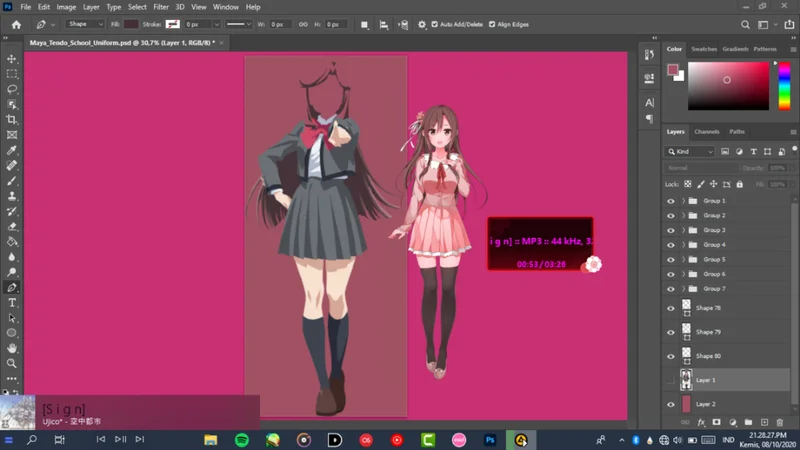 File Edit Image Layer Type Select Filter 3D View Window Help
Shape Fill: Stroke: 0 px W: 0 px H: 0 px Auto Add/Delete Align Edges
Maya_Tendo_School_Uniform.psd @ 30,7% (Layer 1, RGB/8) *
Color Swatches Gradients Patterns
Layers Channels Paths
Kind
Normal Opacity: 100%
Lock: Fill: 100%
Group 1
Group 2
Group 3
Group 4
Group 5
Group 6
Group 7
Shape 78
Shape 79
Shape 80
Layer 1
Layer 2
i g n] :: MP3 :: 44 kHz, 3
00:53 / 03:26
[S i g n]
Ujico* - 空中都市
IND
21.28.27.PM
Kemis, 08/10/2020